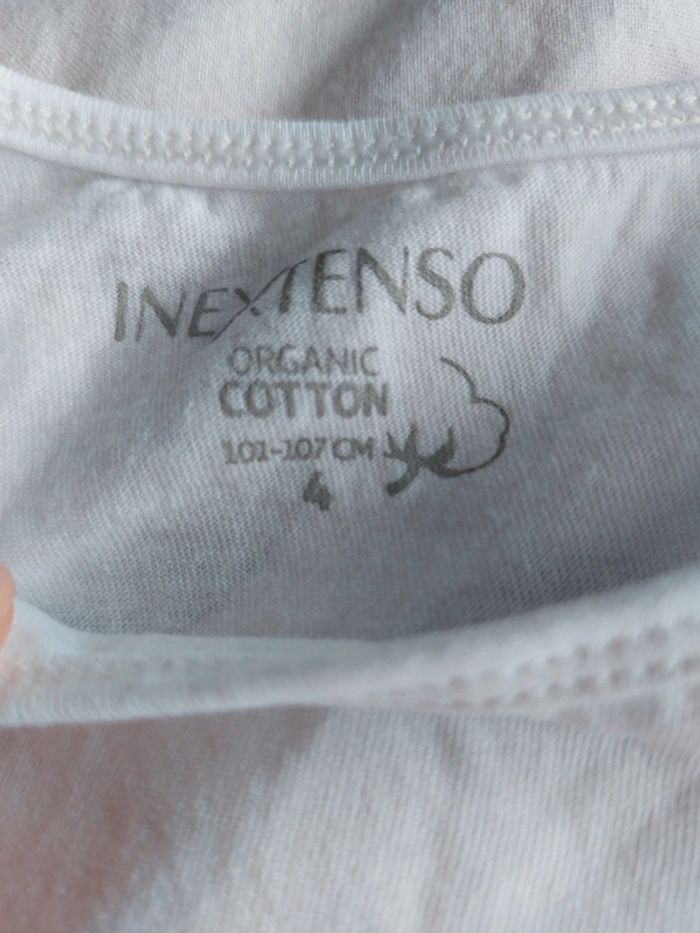 INEXTENSO
ORGANIC
COTTON
101-107 CM
4